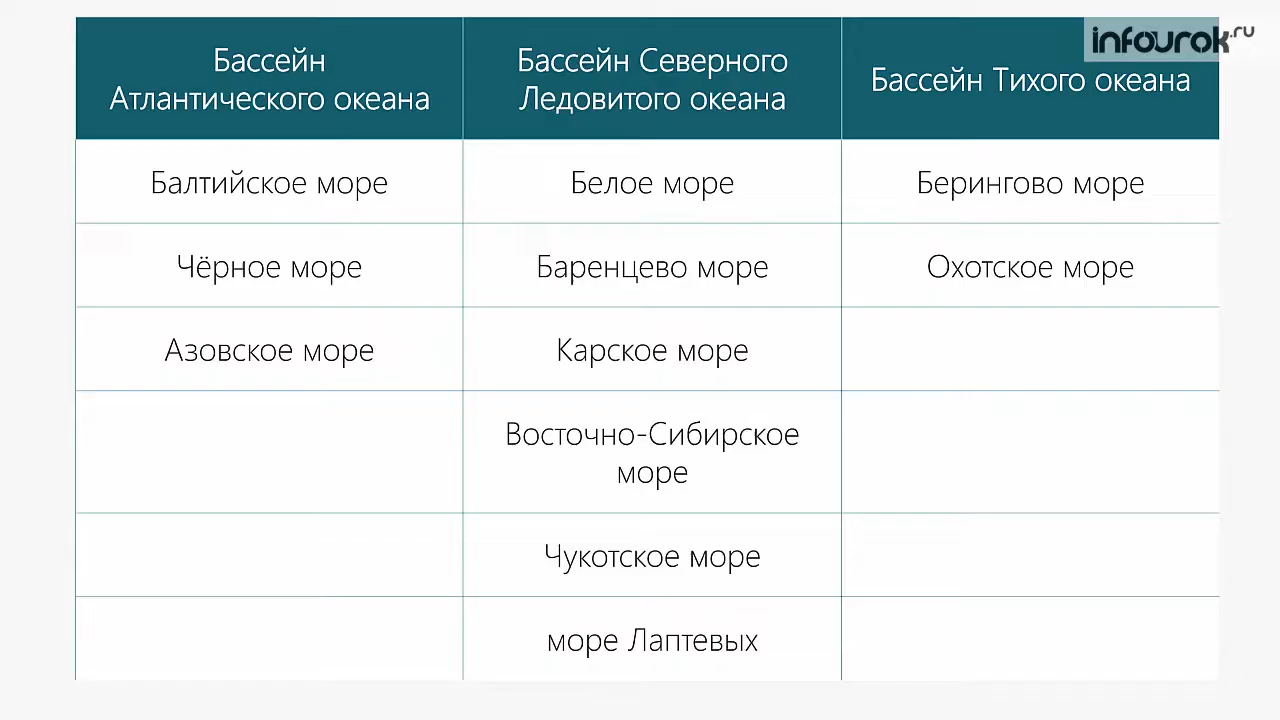 infourok.ru
Бассейн
Атлантического океана
Бассейн Северного
Ледовитого океана
Бассейн Тихого океана
Балтийское море
Белое море
Берингово море
Чёрное море
Баренцево море
Охотское море
Азовское море
Карское море
Восточно-Сибирское
море
Чукотское море
море Лаптевых